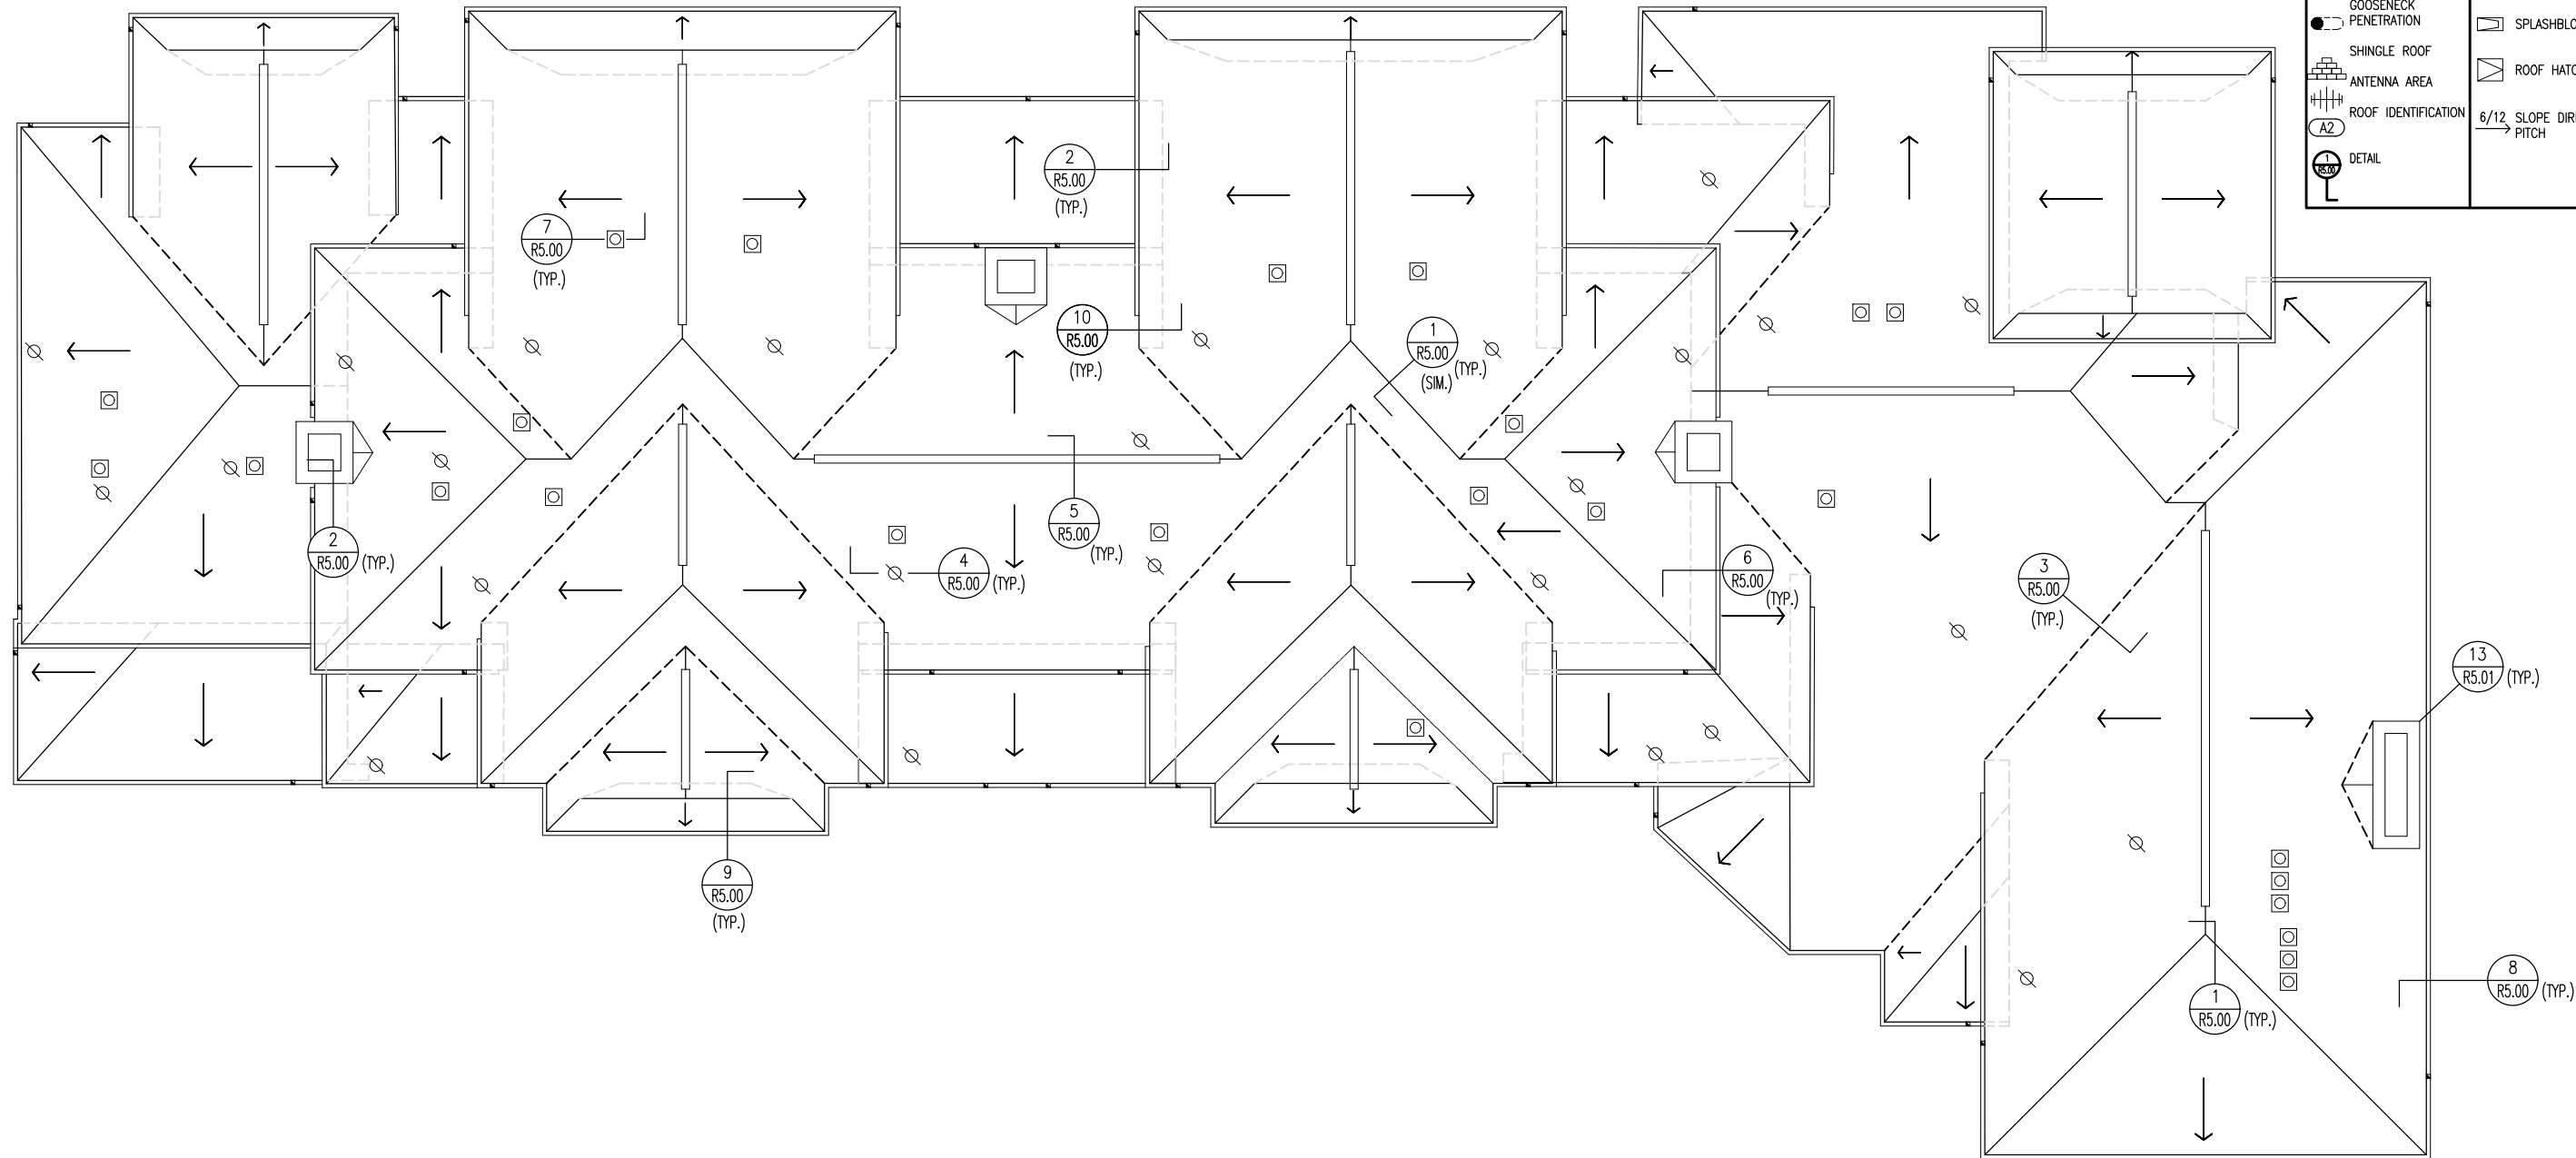 GOOSENECK
PENETRATION
SHINGLE ROOF
ANTENNA AREA
ROOF IDENTIFICATION
A2
1
R5.00
DETAIL
ROOF
6/12 SLOPE
PITCH
2
R5.00
(TYP.)
7
R5.00
(TYP.)
10
R5.00
(TYP.)
1
R5.00
(TYP.)
(SIM.)
2
R5.00
(TYP.)
5
R5.00
(TYP.)
4
R5.00
(TYP.)
6
R5.00
(TYP.)
3
R5.00
(TYP.)
13
R5.01
(TYP.)
9
R5.00
(TYP.)
8
R5.00
(TYP.)
1
R5.00
(TYP.)